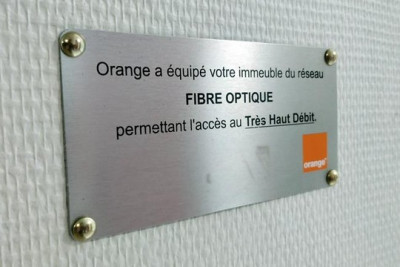 Orange a équipé votre immeuble du réseau
FIBRE OPTIQUE
permettant l'accès au Très Haut Débit.
orange